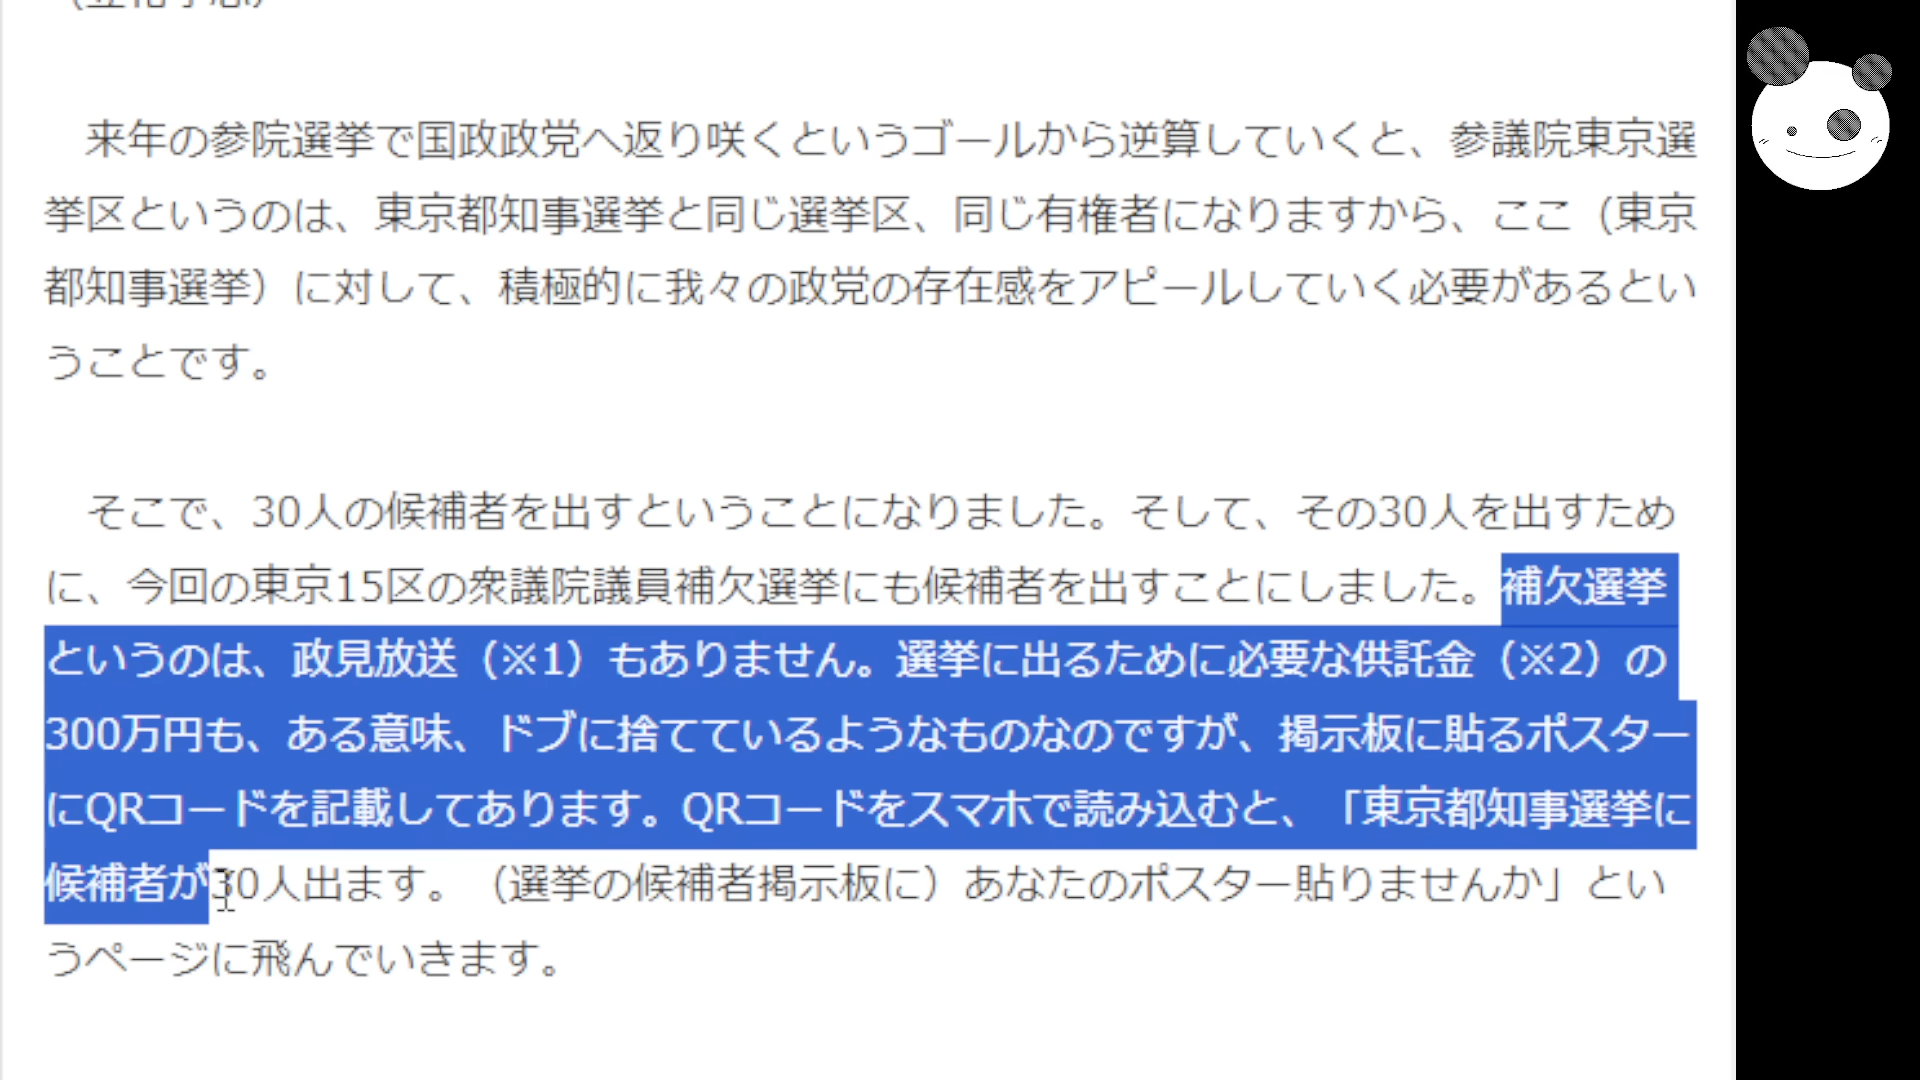 来年の参院選挙で国政政党へ返り咲くというゴールから逆算していくと、参議院東京選
挙区というのは、東京都知事選挙と同じ選挙区、同じ有権者になりますから、ここ（東京
都知事選挙）に対して、積極的に我々の政党の存在感をアピールしていく必要があるとい
うことです。
そこで、30人の候補者を出すということになりました。そして、その30人を出すため
に、今回の東京15区の衆議院議員補欠選挙にも候補者を出すことにしました。補欠選挙
というのは、政見放送（※1）もありません。選挙に出るために必要な供託金（※2）の
300万円も、ある意味、ドブに捨てているようなものなのですが、掲示板に貼るポスター
にQRコードを記載してあります。QRコードをスマホで読み込むと、「東京都知事選挙に
候補者が30人出ます。（選挙の候補者掲示板に）あなたのポスター貼りませんか」とい
うページに飛んでいきます。